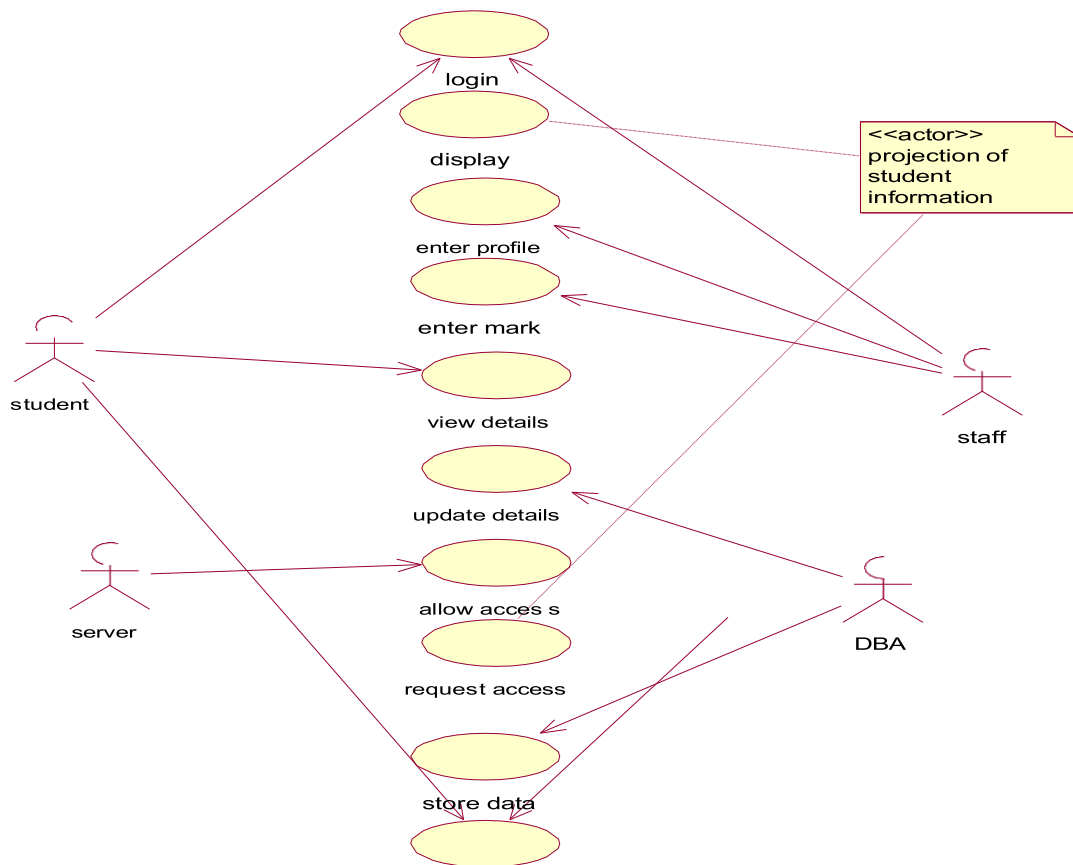 login
display
<<actor>>
projection of
student
information
enter profile
enter mark
student
view details
staff
update details
allow acces s
server
request access
DBA
store data